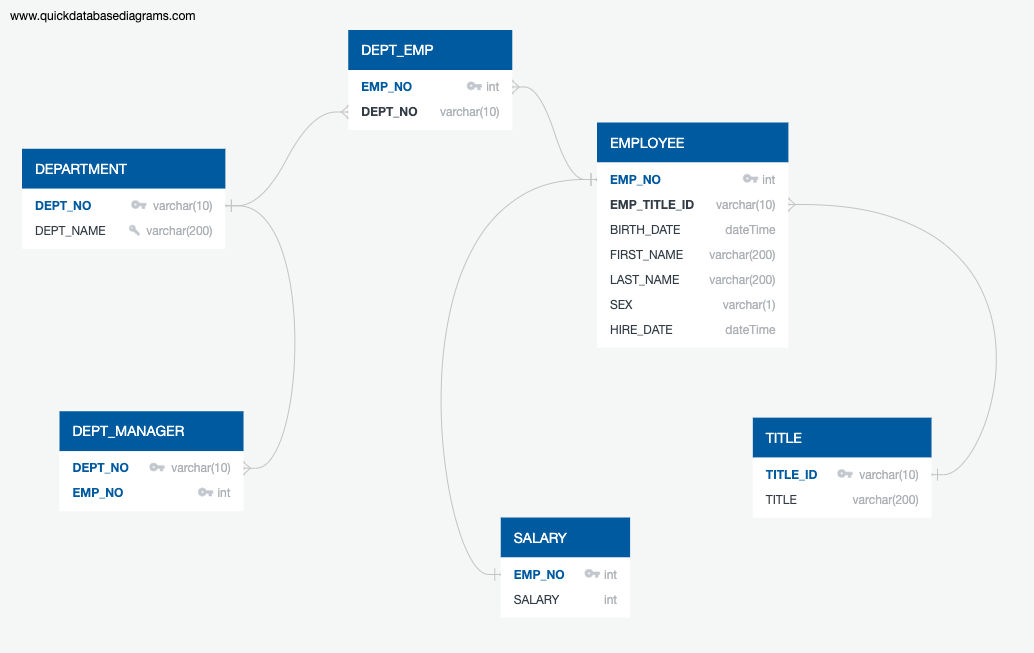 www.quickdatabasediagrams.com
DEPT_EMP
EMP_NO int
DEPT_NO varchar(10)
DEPARTMENT
DEPT_NO varchar(10)
DEPT_NAME varchar(200)
EMPLOYEE
EMP_NO int
EMP_TITLE_ID varchar(10)
BIRTH_DATE dateTime
FIRST_NAME varchar(200)
LAST_NAME varchar(200)
SEX varchar(1)
HIRE_DATE dateTime
DEPT_MANAGER
DEPT_NO varchar(10)
EMP_NO int
TITLE
TITLE_ID varchar(10)
TITLE varchar(200)
SALARY
EMP_NO int
SALARY int